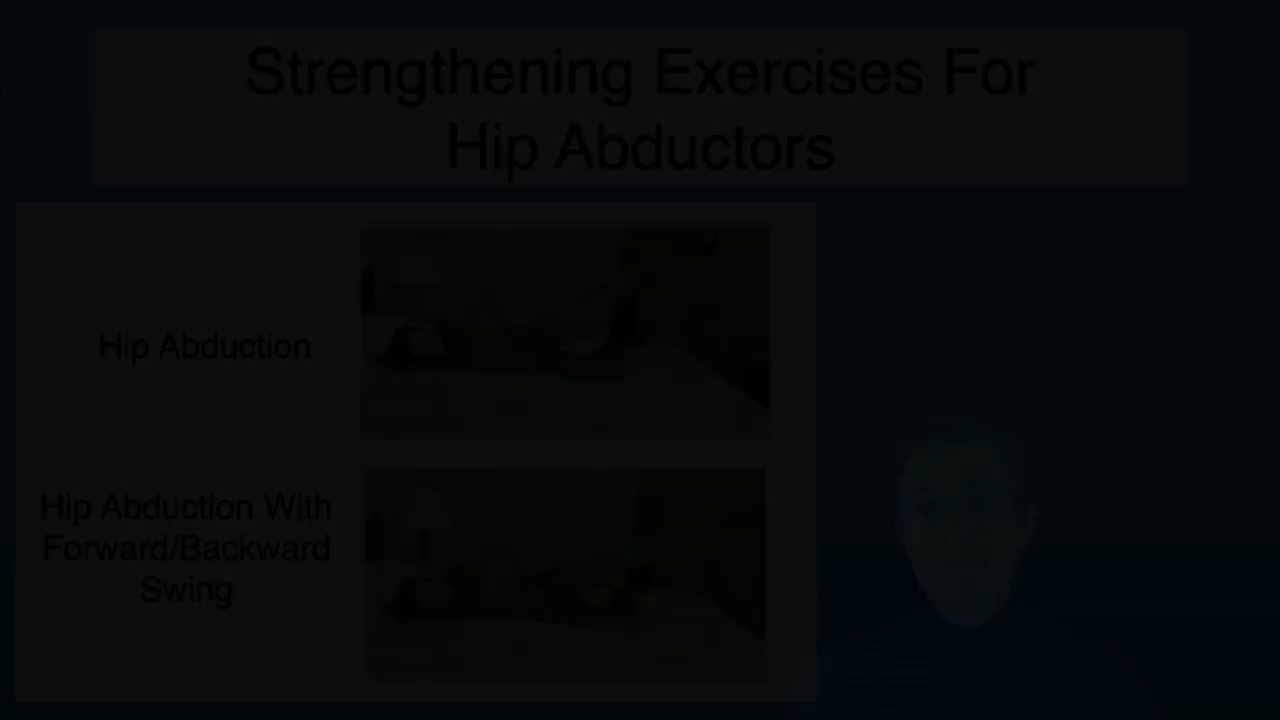 Strengthening Exercises For
Hip Abductors
Hip Abduction
Hip Abduction With
Forward/Backward
Swing